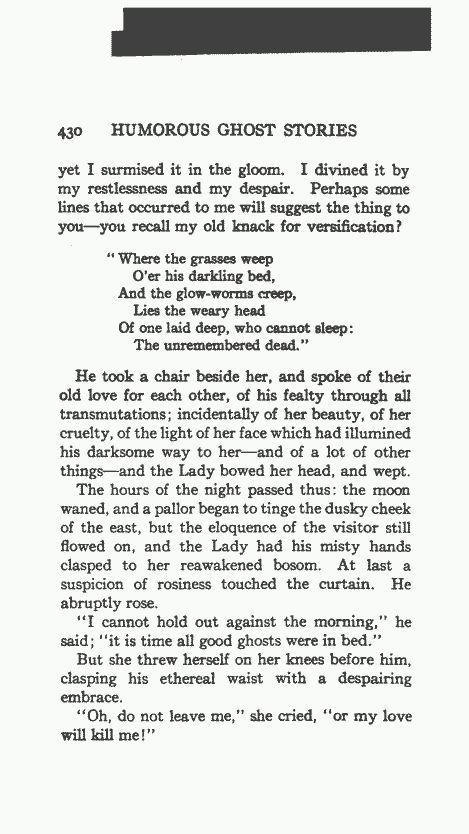 430 HUMOROUS GHOST STORIES
yet I surmised it in the gloom. I divined it by
my restlessness and my despair. Perhaps some
lines that occurred to me will suggest the thing to
you—you recall my old knack for versification?
“Where the grasses weep
O'er his darkling bed,
And the glow-worms creep,
Lies the weary head
Of one laid deep, who cannot sleep:
The unremembered dead.”
He took a chair beside her, and spoke of their
old love for each other, of his fealty through all
transmutations; incidentally of her beauty, of her
cruelty, of the light of her face which had illumined
his darksome way to her—and of a lot of other
things—and the Lady bowed her head, and wept.
The hours of the night passed thus: the moon
waned, and a pallor began to tinge the dusky cheek
of the east, but the eloquence of the visitor still
flowed on, and the Lady had his misty hands
clasped to her reawakened bosom. At last a
suspicion of rosiness touched the curtain. He
abruptly rose.
“I cannot hold out against the morning,” he
said; “it is time all good ghosts were in bed.”
But she threw herself on her knees before him,
clasping his ethereal waist with a despairing
embrace.
“Oh, do not leave me,” she cried, “or my love
will kill me!”